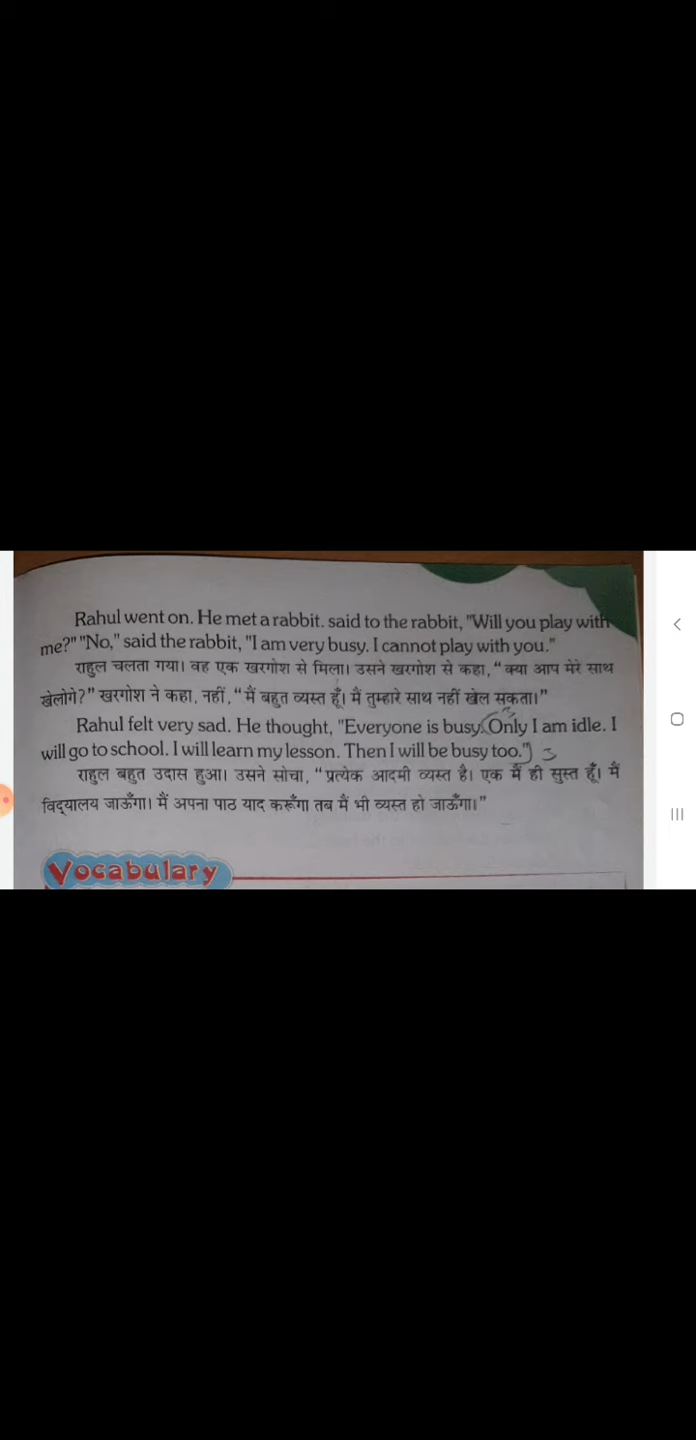 Rahul went on. He met a rabbit. said to the rabbit, "Will you play with
me?" "No," said the rabbit, "I am very busy. I cannot play with you."
राहुल चलता गया। वह एक खरगोश से मिला। उसने खरगोश से कहा, “क्या आप मेरे साथ
खेलोगे?” खरगोश ने कहा, नहीं, “मैं बहुत व्यस्त हूँ। मैं तुम्हारे साथ नहीं खेल सकता।”
Rahul felt very sad. He thought, "Everyone is busy. Only I am idle. I
will go to school. I will learn my lesson. Then I will be busy too." 3
राहुल बहुत उदास हुआ। उसने सोचा, “प्रत्येक आदमी व्यस्त है। एक मैं ही सुस्त हूँ। मैं
विद्यालय जाऊँगा। मैं अपना पाठ याद करूँगा तब मैं भी व्यस्त हो जाऊँगा।”
Vocabulary